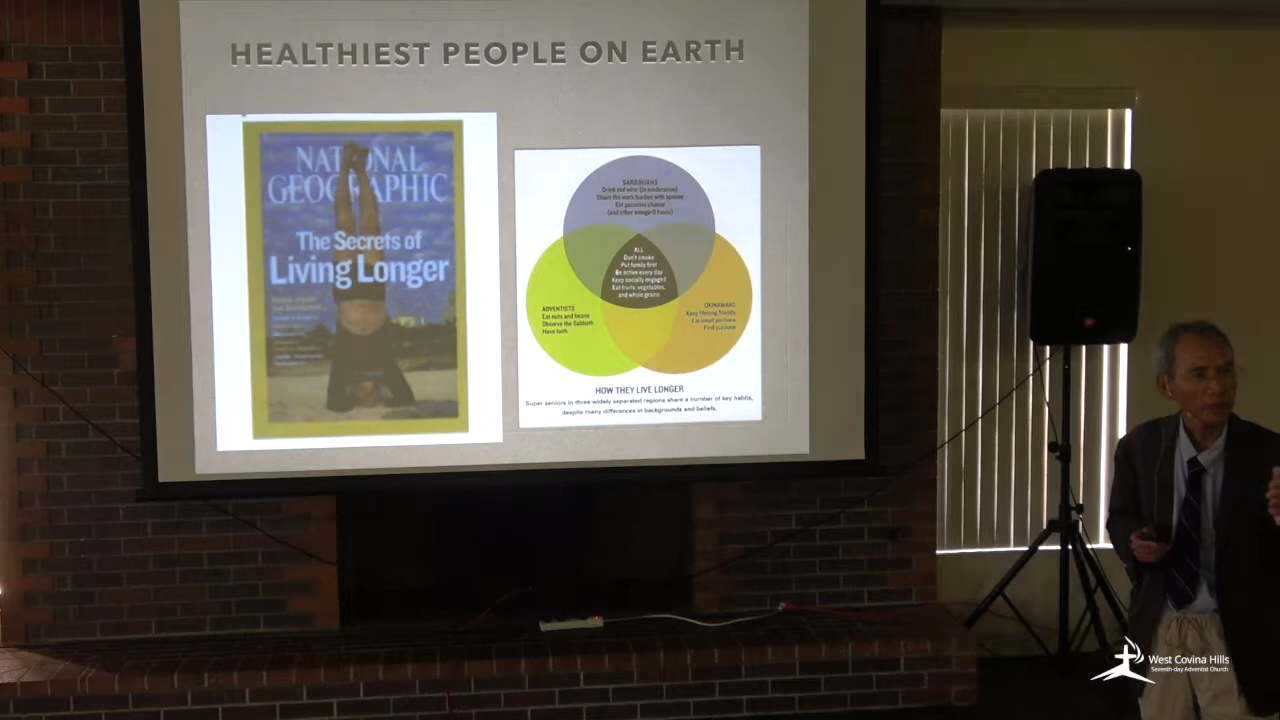 HEALTHIEST PEOPLE ON EARTH
NATIONAL
GEOGRAPHIC
The Secrets of
Living Longer
SARDINIANS
Drink red wine (in moderation)
Share the work burden with spouse
Eat pecorino cheese
(and other omega-3 foods)
ALL
Don't smoke
Put family first
Be active every day
Keep socially engaged
Eat fruits, vegetables,
and whole grains
ADVENTISTS
Eat nuts and beans
Observe the Sabbath
Have faith
OKINAWANS
Keep lifelong friends
Eat small portions
Find purpose
HOW THEY LIVE LONGER
Super seniors in three widely separated regions share a number of key habits,
despite many differences in backgrounds and beliefs.
West Covina Hills
Seventh-day Adventist Church